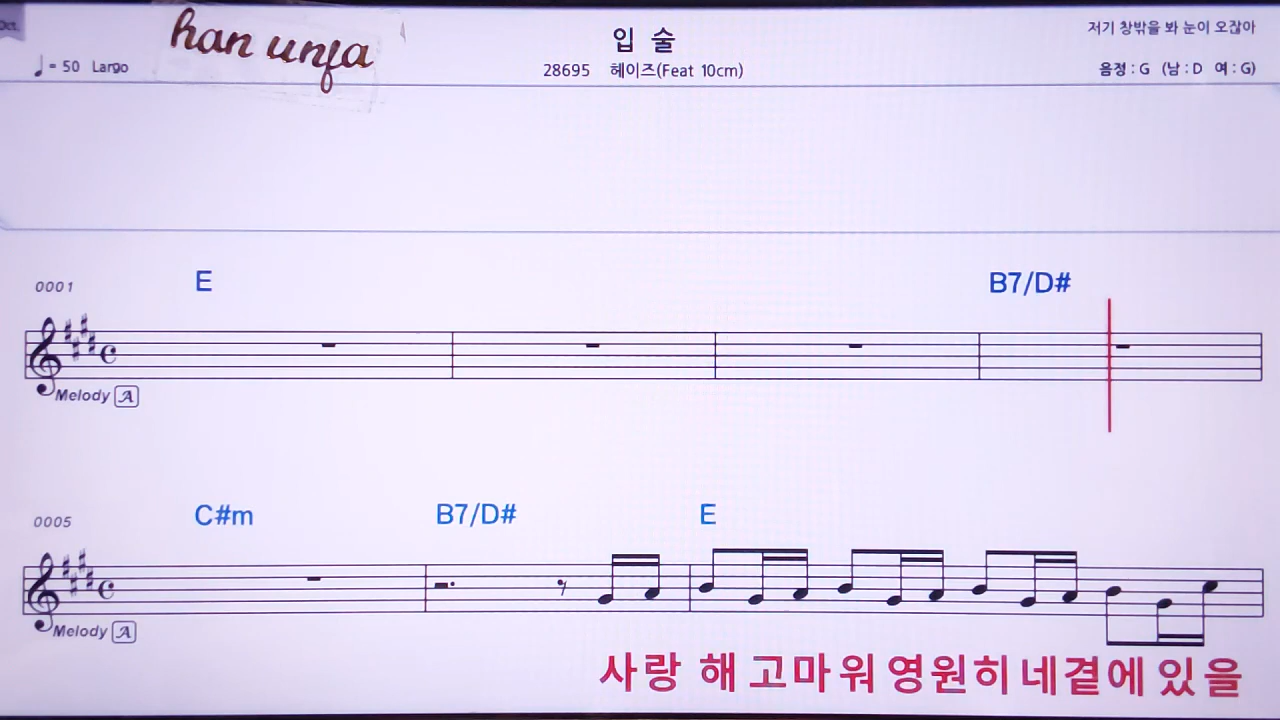 Oct.
han unja
입 술
저기 창밖을 봐 눈이 오잖아
♩= 50 Largo
28695 헤이즈(Feat 10cm)
음정 : G (남 : D 여 : G)
0001 E B7/D#
Melody A
0005 C#m B7/D# E
Melody A
사랑 해 고마워 영원히 네곁에 있을